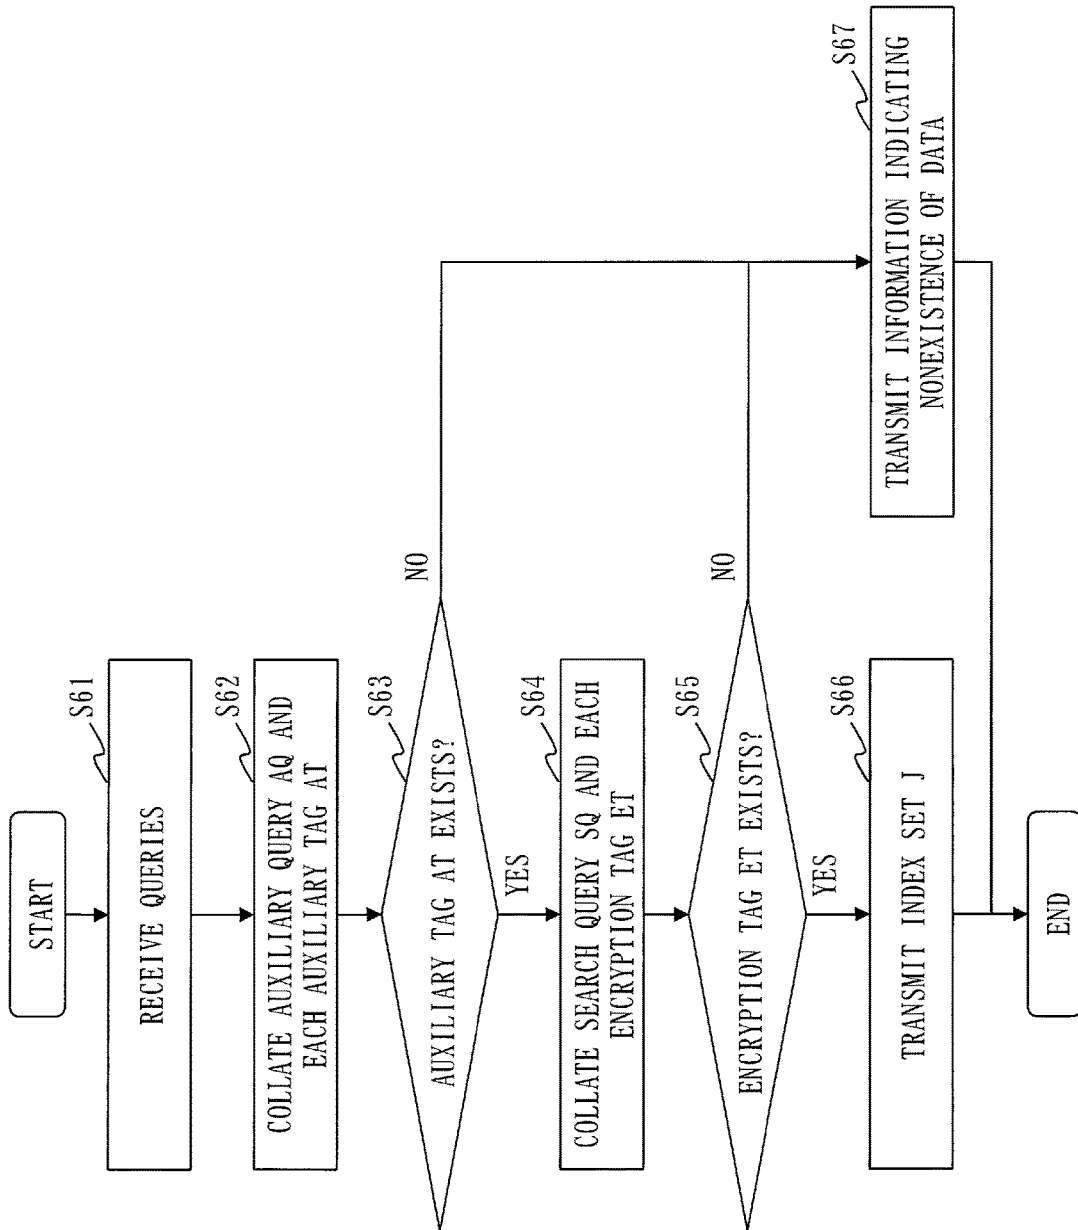 START
S61
RECEIVE QUERIES
S62
COLLATE AUXILIARY QUERY AQ AND
EACH AUXILIARY TAG AT
S63
AUXILIARY TAG AT EXISTS?
NO
YES
S64
COLLATE SEARCH QUERY SQ AND EACH
ENCRYPTION TAG ET
S65
ENCRYPTION TAG ET EXISTS?
NO
YES
S66
TRANSMIT INDEX SET J
S67
TRANSMIT INFORMATION INDICATING
NONEXISTENCE OF DATA
END